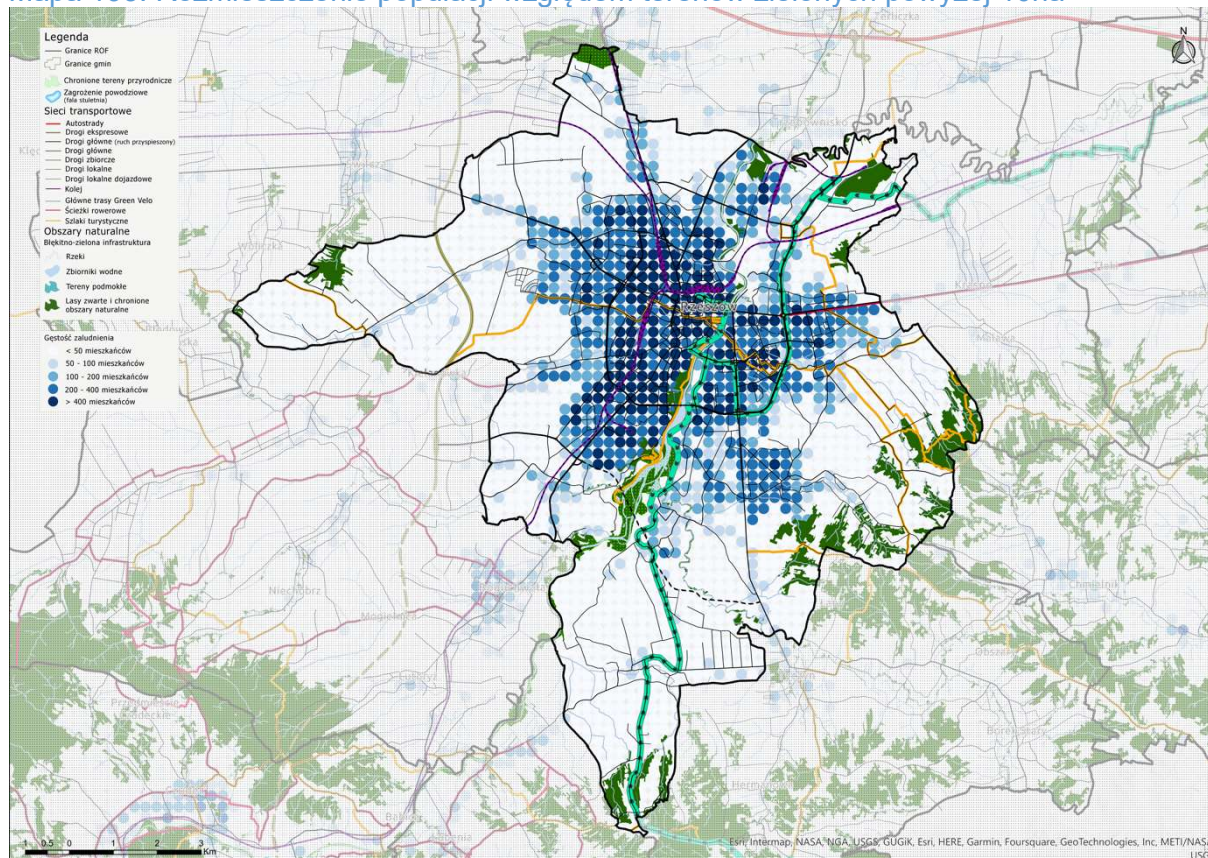 Legenda
Granice ROF
Granice gmin
Chronione tereny przyrodnicze
Zagrożenie powodziowe
(fala stuletnia)
Sieci transportowe
Autostrady
Drogi ekspresowe
Drogi główne (ruch przyspieszony)
Drogi główne
Drogi zbiorcze
Drogi lokalne
Drogi lokalne dojazdowe
Kolej
Główne trasy Green Velo
Ścieżki rowerowe
Szlaki turystyczne
Obszary naturalne
Błękitno-zielona infrastruktura
Rzeki
Zbiorniki wodne
Tereny podmokłe
Lasy zwarte i chronione
obszary naturalne
Gęstość zaludnienia
< 50 mieszkańców
50 - 100 mieszkańców
100 - 200 mieszkańców
200 - 400 mieszkańców
> 400 mieszkańców
N
Rzeszów
Niechobrz
Mogielnica
1 0.5 0 1 2 3
Km
Esri, Intermap, NASA, NGA, USGS, GUGiK, Esri, HERE, Garmin, Foursquare, GeoTechnologies, Inc, METI/NASA
USG